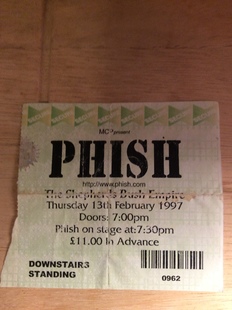 MCP present
PHISH
http://www.phish.com
The Shepherds Bush Empire
Thursday 13th February 1997
Doors: 7:00pm
Phish on stage at:7:30pm
£11.00 In Advance
DOWNSTAIRS
STANDING
0962